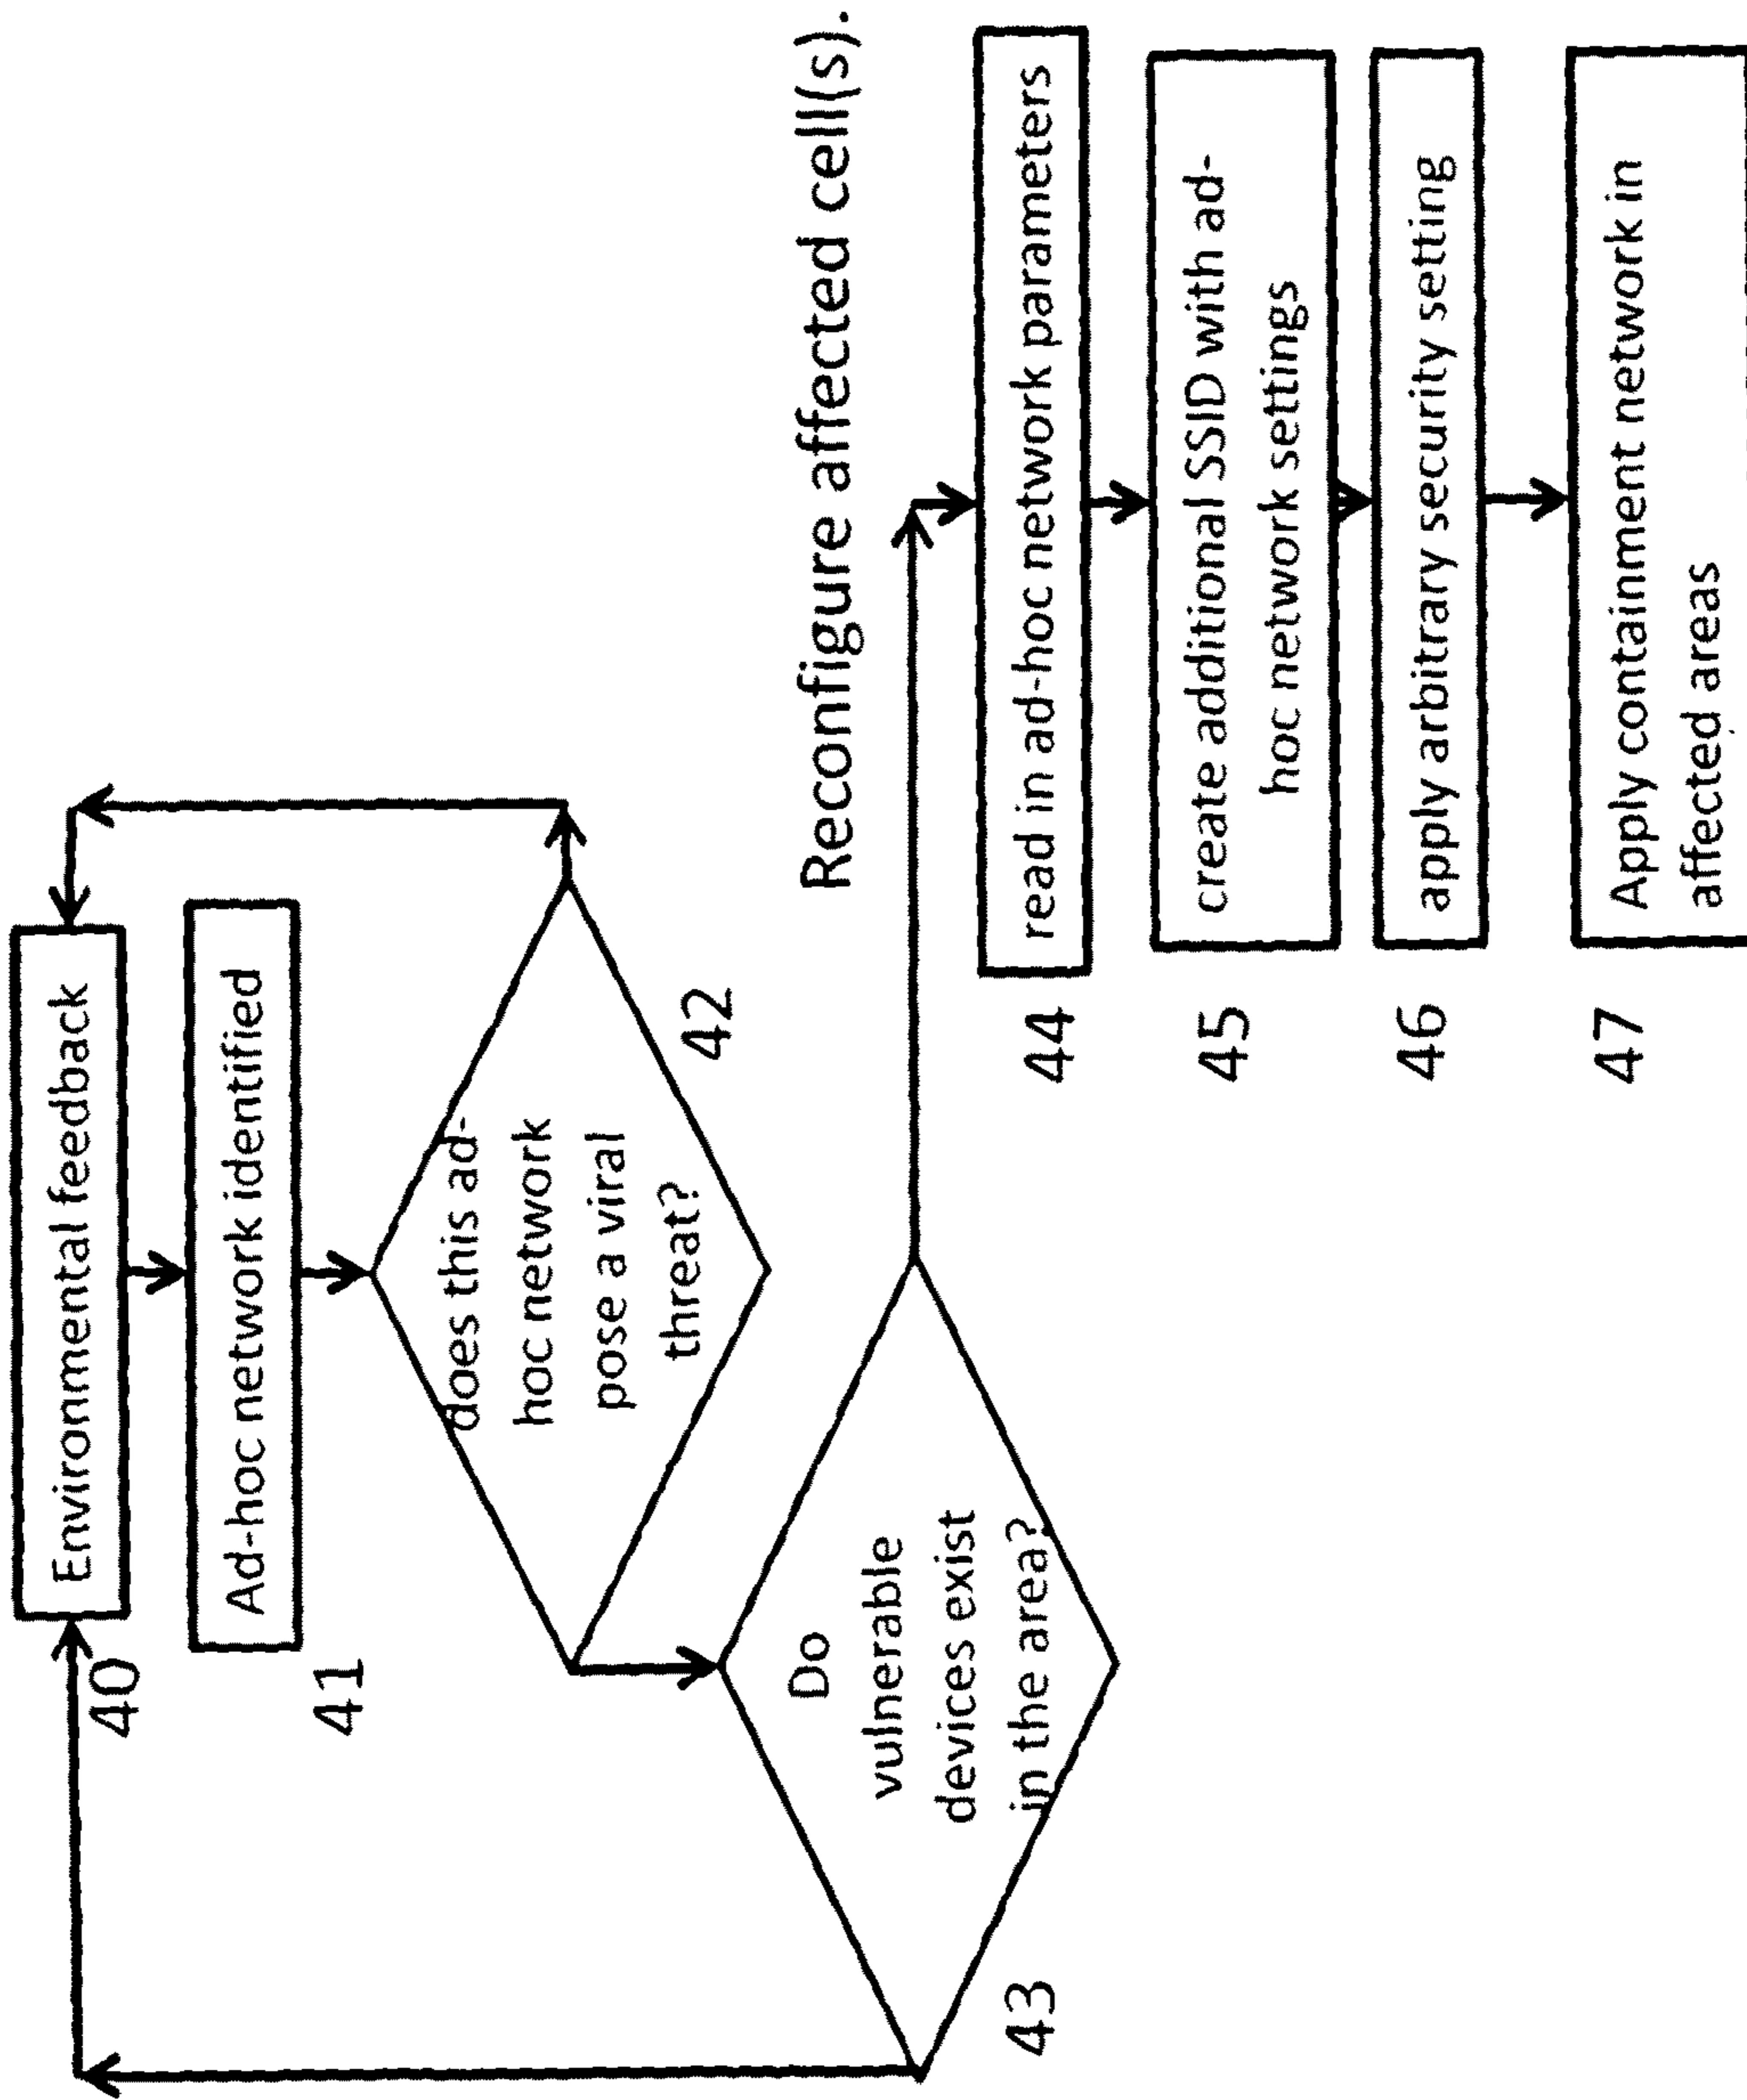 40
Environmental feedback
41
Ad-hoc network identified
does this ad-
hoc network
pose a viral
threat?
42
Do
vulnerable
devices exist
in the area?
43
Reconfigure affected cell(s).
44
read in ad-hoc network parameters
45
create additional SSID with ad-
hoc network settings
46
apply arbitrary security setting
47
Apply containment network in
affected areas